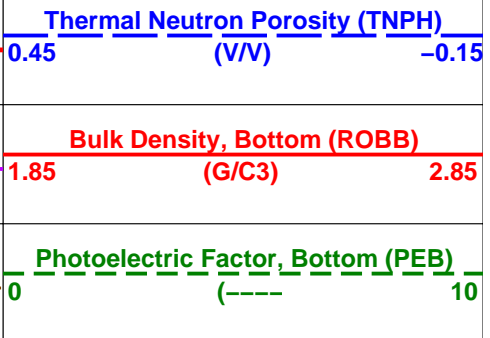 Thermal Neutron Porosity (TNPH)
0.45 (V/V) −0.15
Bulk Density, Bottom (ROBB)
1.85 (G/C3) 2.85
Photoelectric Factor, Bottom (PEB)
0 (−−−− 10